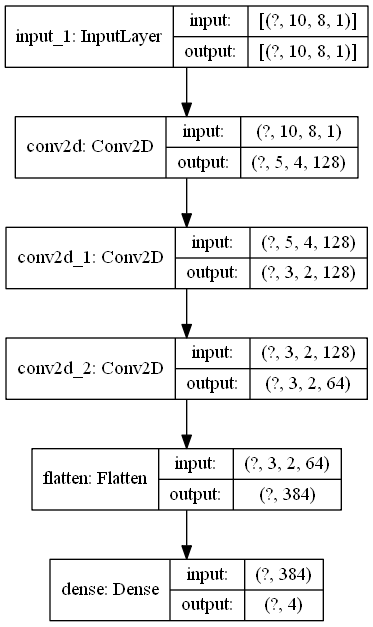 input_1: InputLayer
input:
[(?, 10, 8, 1)]
output:
[(?, 10, 8, 1)]
conv2d: Conv2D
input:
(?, 10, 8, 1)
output:
(?, 5, 4, 128)
conv2d_1: Conv2D
input:
(?, 5, 4, 128)
output:
(?, 3, 2, 128)
conv2d_2: Conv2D
input:
(?, 3, 2, 128)
output:
(?, 3, 2, 64)
flatten: Flatten
input:
(?, 3, 2, 64)
output:
(?, 384)
dense: Dense
input:
(?, 384)
output:
(?, 4)